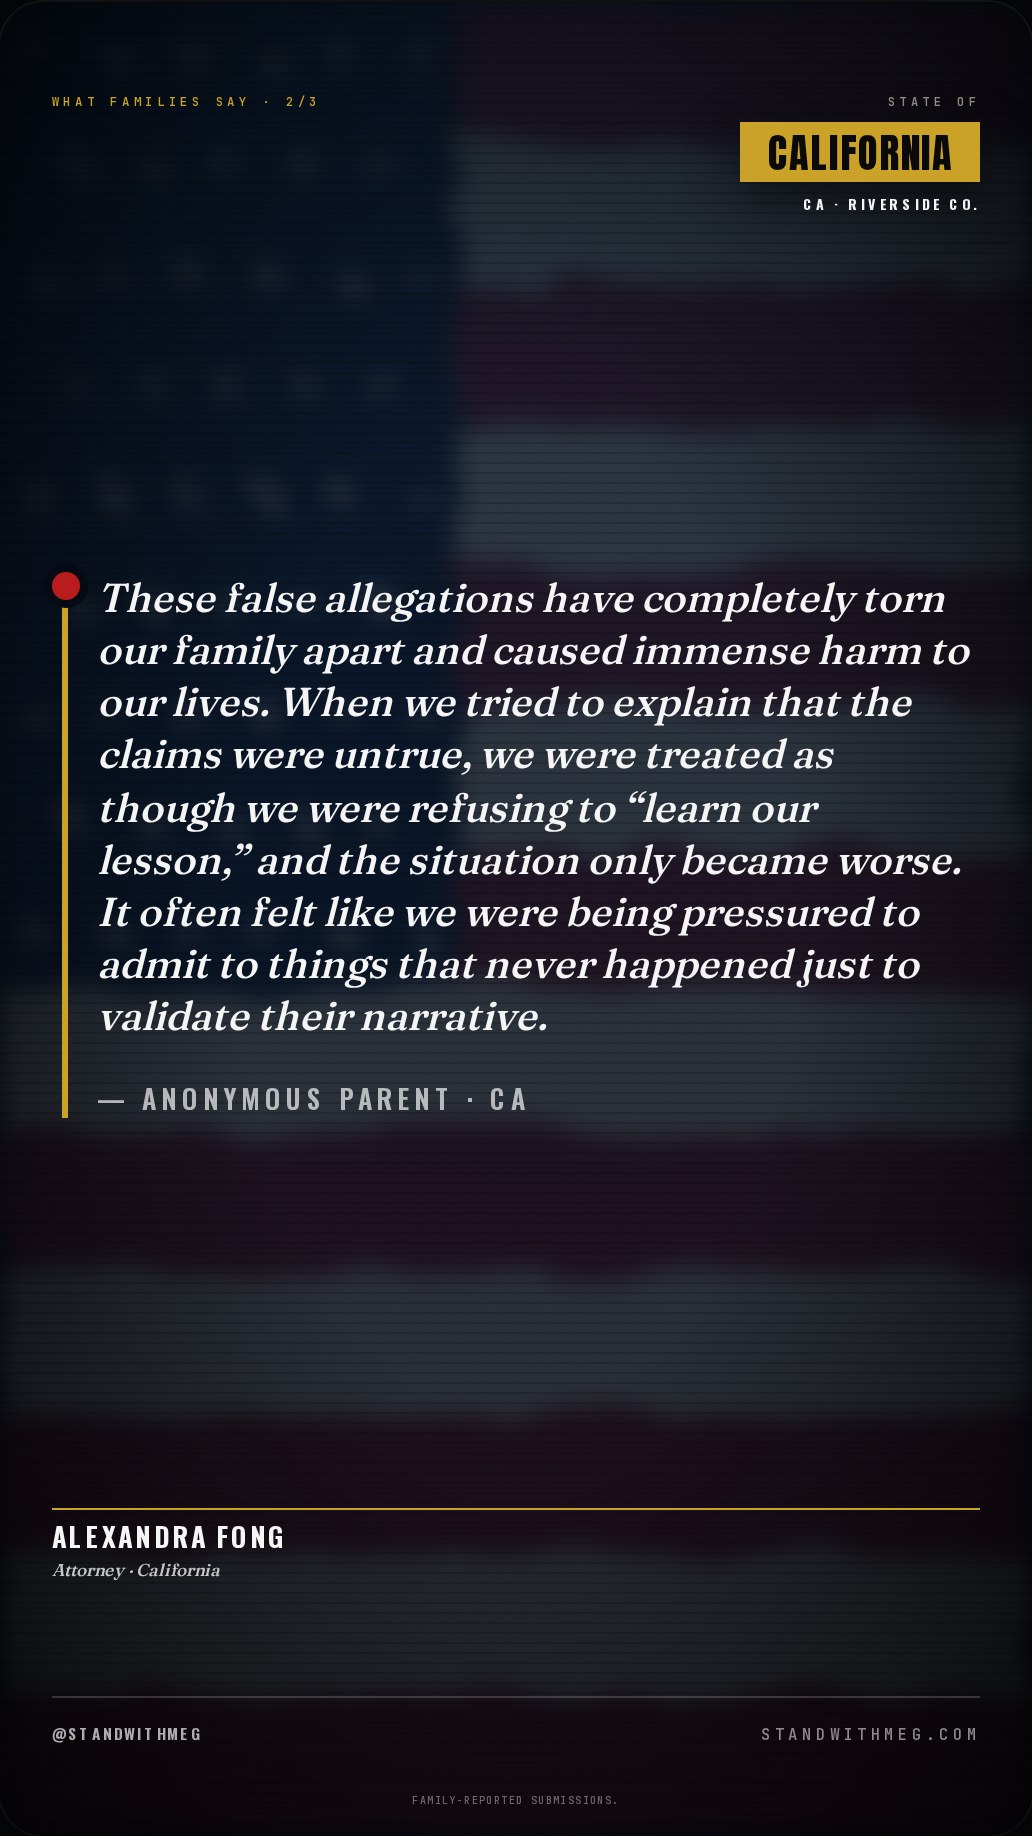 WHAT FAMILIES SAY · 2/3
STATE OF
CALIFORNIA
CA · RIVERSIDE CO.
These false allegations have completely torn
our family apart and caused immense harm to
our lives. When we tried to explain that the
claims were untrue, we were treated as
though we were refusing to “learn our
lesson,” and the situation only became worse.
It often felt like we were being pressured to
admit to things that never happened just to
validate their narrative.
— ANONYMOUS PARENT · CA
ALEXANDRA FONG
Attorney · California
@STANDWITHMEG
STANDWITHMEG.COM
FAMILY-REPORTED SUBMISSIONS.